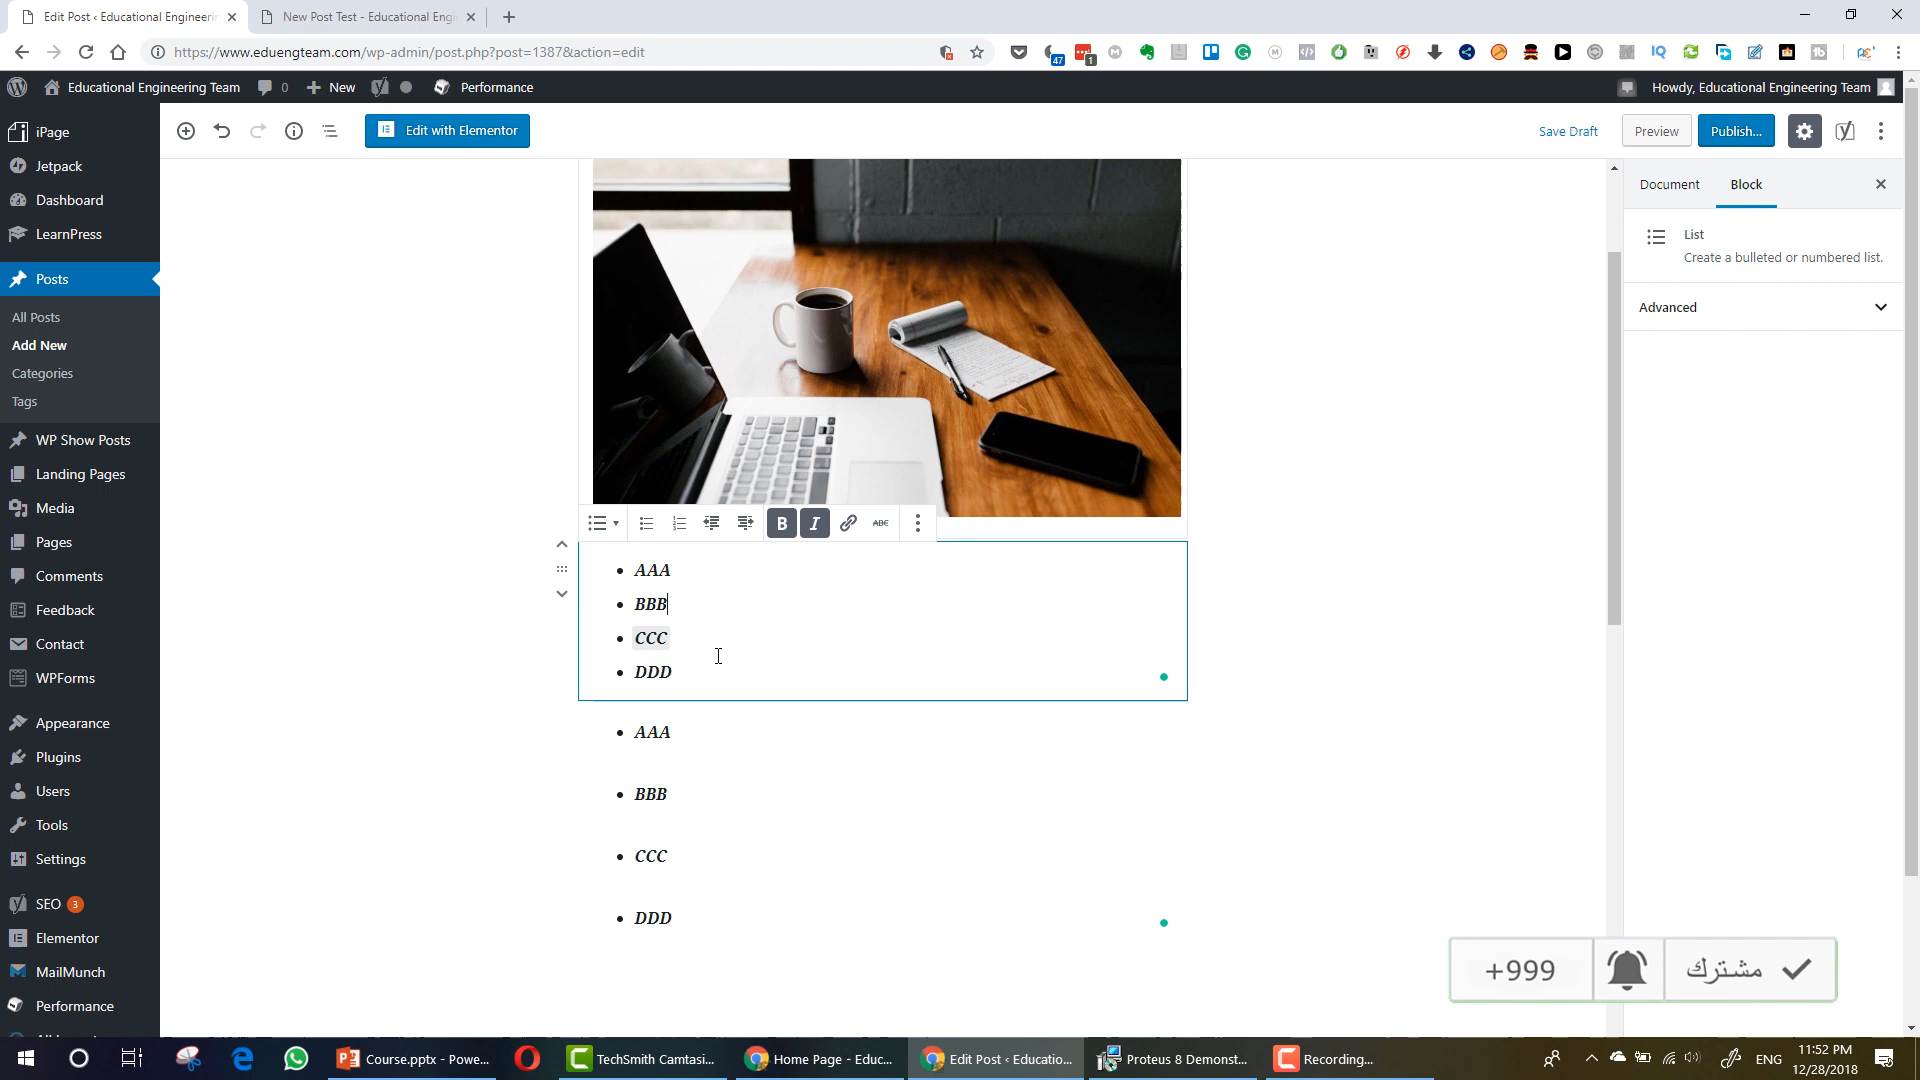 Edit Post ‹ Educational Engineerin
New Post Test - Educational Eng
https://www.eduengteam.com/wp-admin/post.php?post=1387&action=edit
47
1
Educational Engineering Team
0
New
Performance
Howdy, Educational Engineering Team
iPage
Jetpack
Dashboard
LearnPress
Posts
All Posts
Add New
Categories
Tags
WP Show Posts
Landing Pages
Media
Pages
Comments
Feedback
Contact
WPForms
Appearance
Plugins
Users
Tools
Settings
SEO 3
Elementor
MailMunch
Performance
Edit with Elementor
Save Draft
Preview
Publish...
Document
Block
List
Create a bulleted or numbered list.
Advanced
B I ABC
AAA
BBB
CCC
DDD
AAA
BBB
CCC
DDD
+999
مشترك
Course.pptx - Powe...
TechSmith Camtasi...
Home Page - Educ...
Edit Post ‹ Educatio...
Proteus 8 Demonst...
Recording...
ENG
11:52 PM
12/28/2018